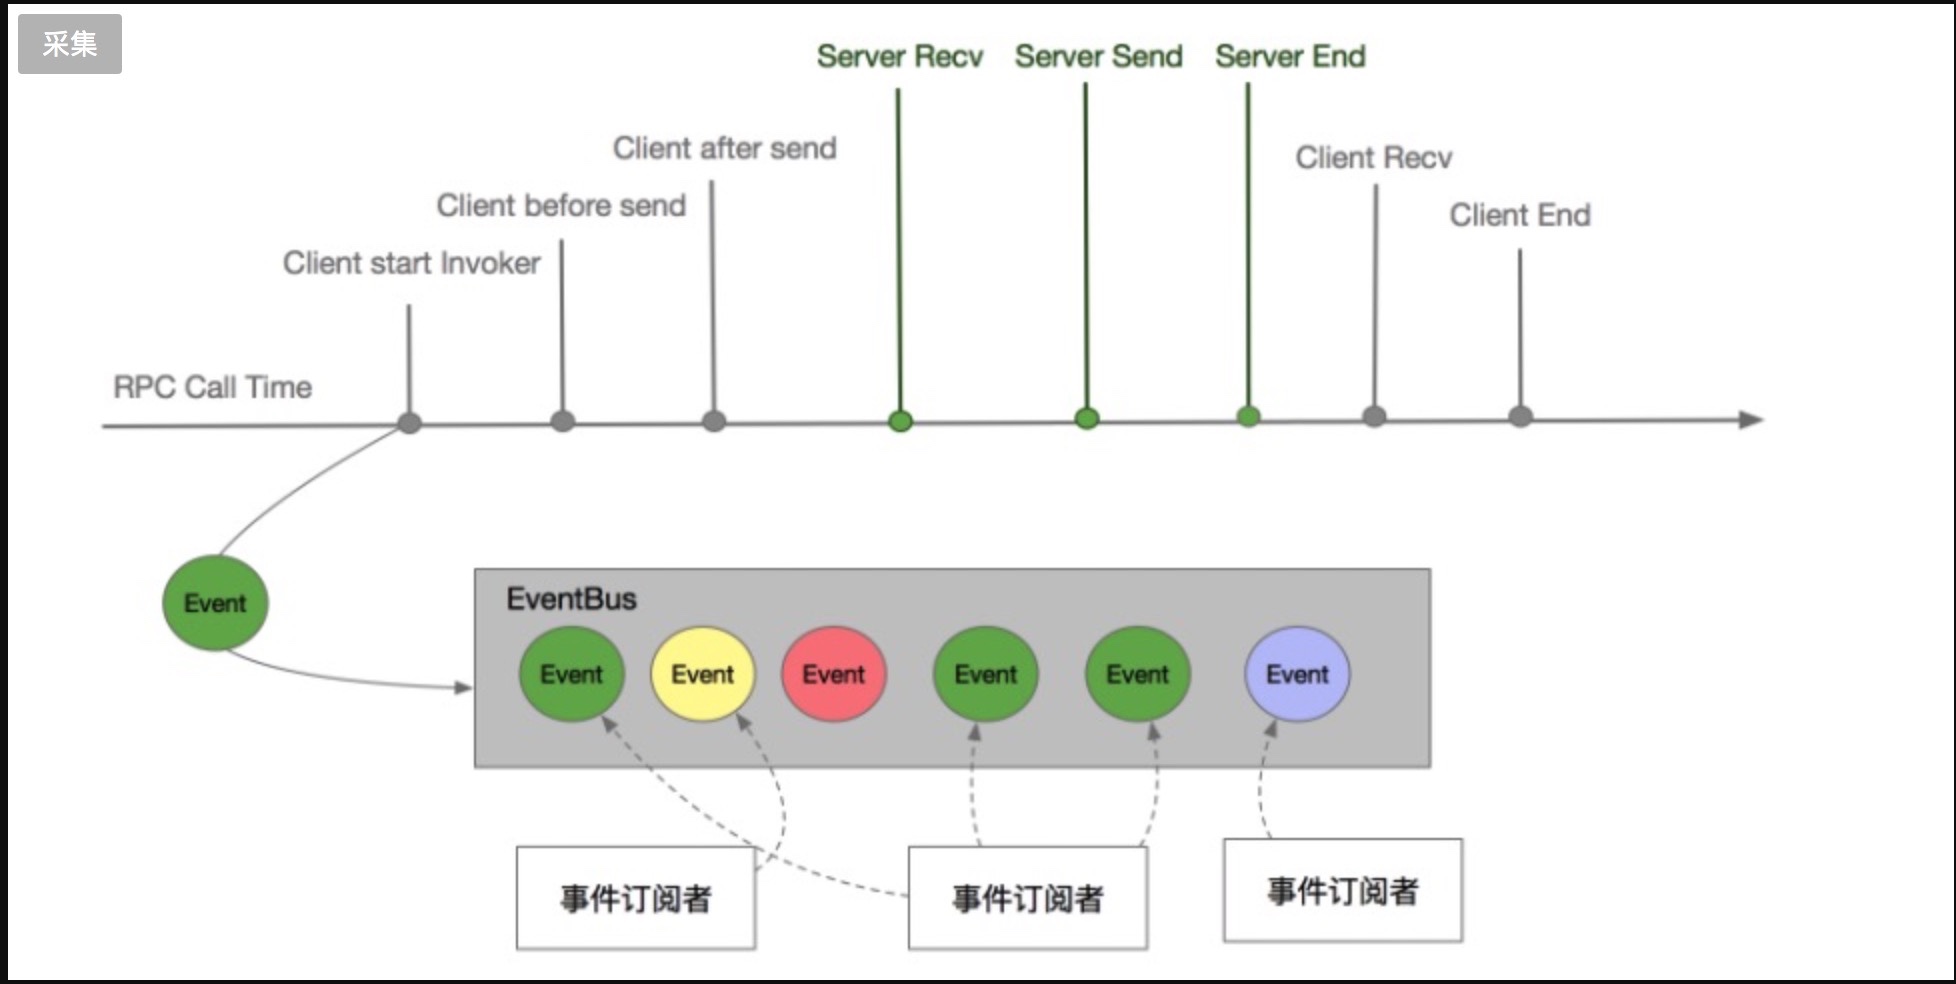 采集
Server Recv
Server Send
Server End
Client after send
Client Recv
Client before send
Client End
Client start Invoker
RPC Call Time
Event
EventBus
Event
Event
Event
Event
Event
Event
事件订阅者
事件订阅者
事件订阅者